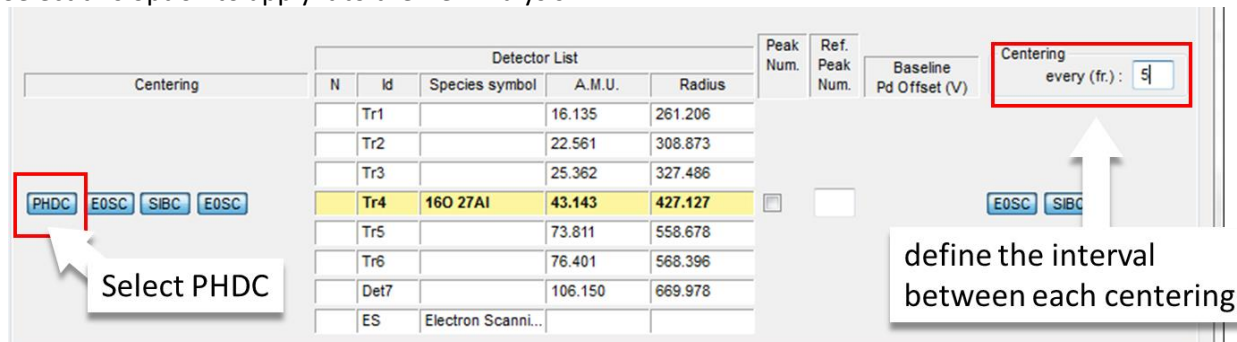 Detector List
Peak Num.
Ref. Peak Num.
Baseline Pd Offset (V)
Centering
every (fr.) : 5
Centering
N Id Species symbol A.M.U. Radius
Tr1 16.135 261.206
Tr2 22.561 308.873
Tr3 25.362 327.486
PHDC E0SC SIBC E0SC Tr4 16O 27Al 43.143 427.127 E0SC SIBC
Tr5 73.811 558.678
Tr6 76.401 568.396
Det7 106.150 669.978
ES Electron Scanni...
Select PHDC
define the interval
between each centering